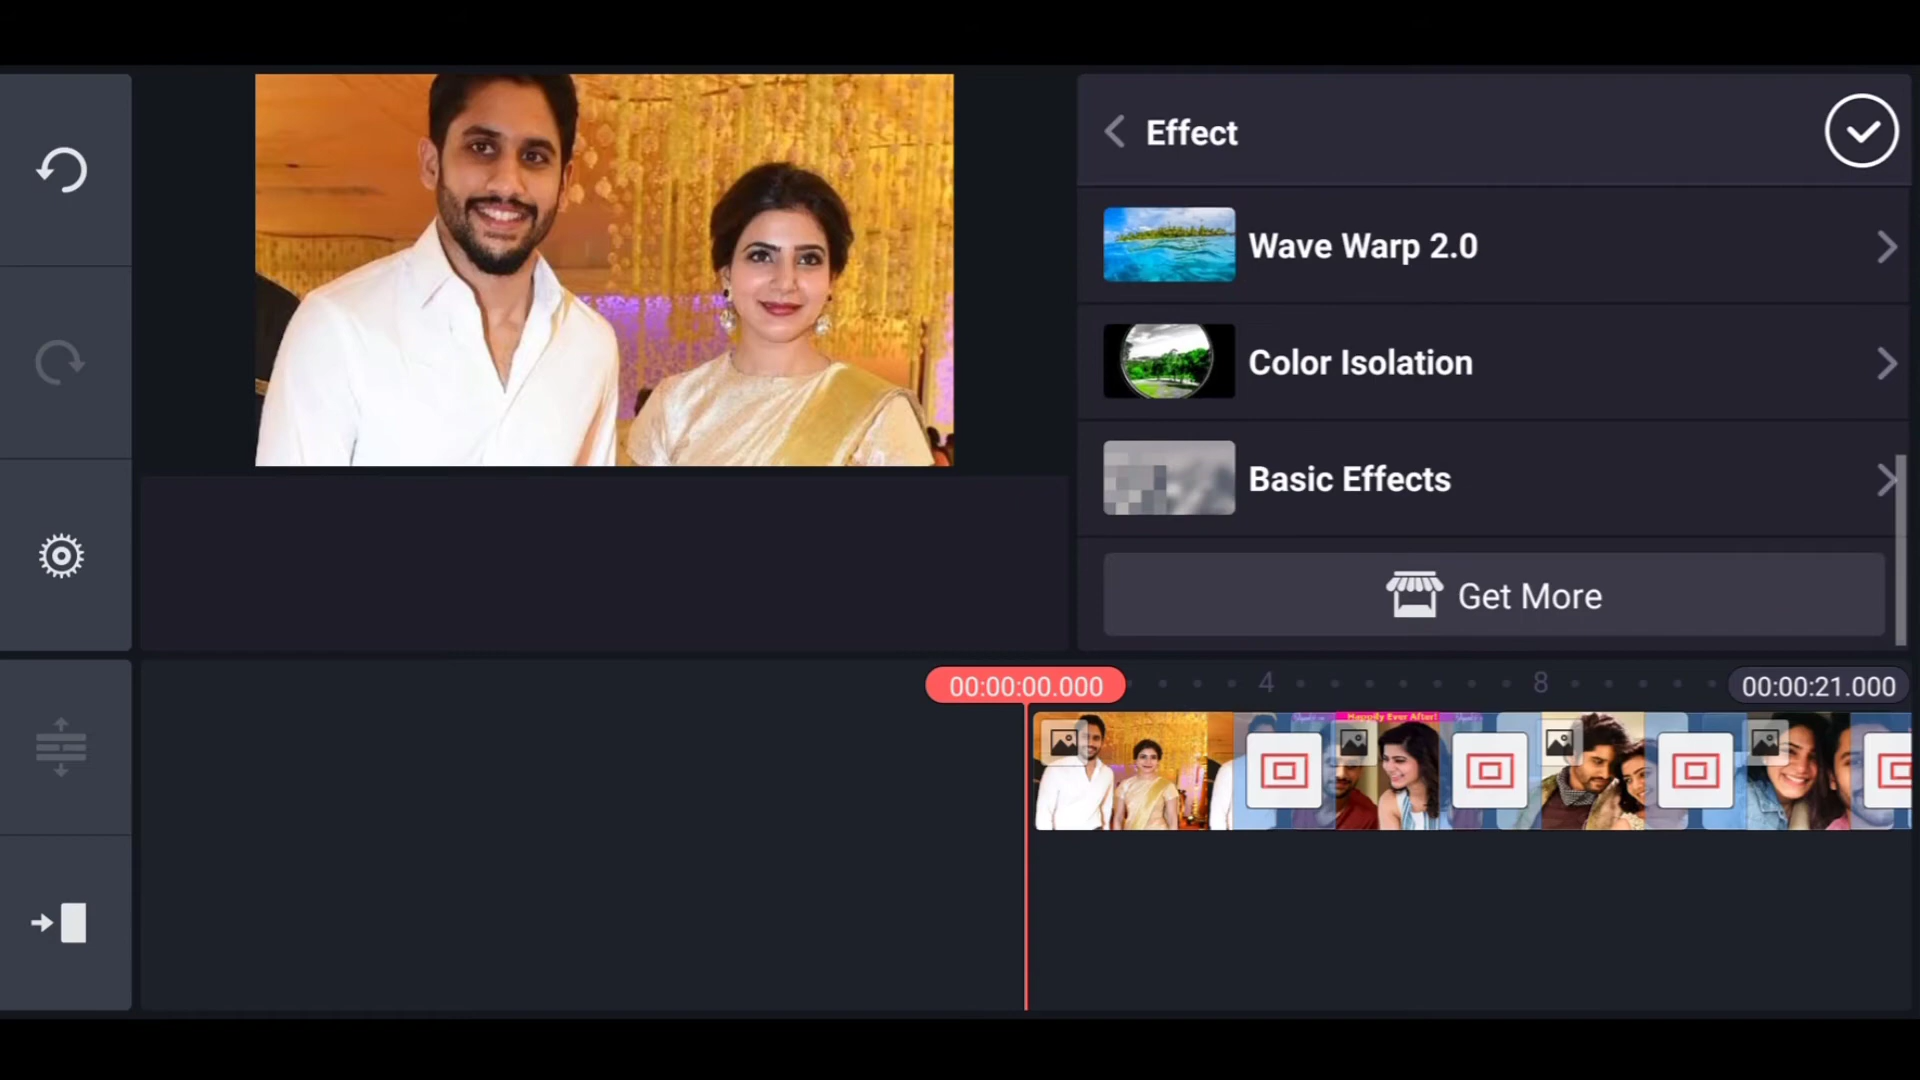 Effect
Wave Warp 2.0
Color Isolation
Basic Effects
Get More
00:00:00.000
4
8
00:00:21.000
Happily Ever After!